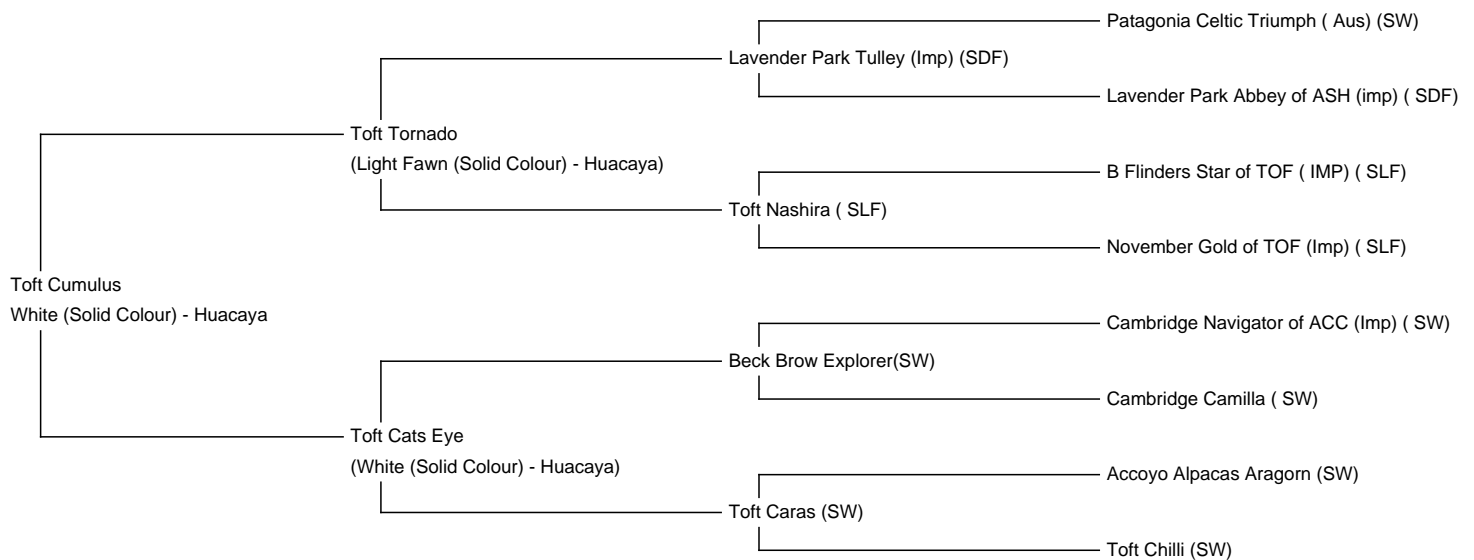 Patagonia Celtic Triumph ( Aus) (SW)
Lavender Park Tulley (Imp) (SDF)
Lavender Park Abbey of ASH (imp) ( SDF)
Toft Tornado
(Light Fawn (Solid Colour) - Huacaya)
B Flinders Star of TOF ( IMP) ( SLF)
Toft Nashira ( SLF)
November Gold of TOF (Imp) ( SLF)
Toft Cumulus
White (Solid Colour) - Huacaya
Cambridge Navigator of ACC (Imp) ( SW)
Beck Brow Explorer(SW)
Cambridge Camilla ( SW)
Toft Cats Eye
(White (Solid Colour) - Huacaya)
Accoyo Alpacas Aragorn (SW)
Toft Caras (SW)
Toft Chilli (SW)